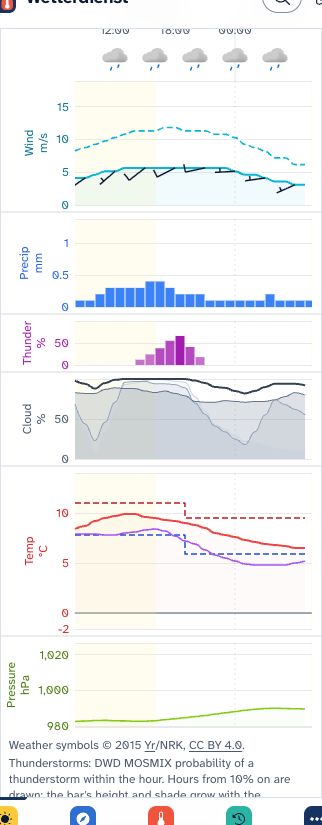 Wetterdienst
12:00 18:00 00:00
Wind
m/s
15
10
5
0
Precip
mm
1
0.5
0
Thunder
%
50
0
Cloud
%
50
0
Temp
°C
10
5
0
-2
Pressure
hPa
1,020
1,000
980
Weather symbols © 2015 Yr/NRK, CC BY 4.0.
Thunderstorms: DWD MOSMIX probability of a
thunderstorm within the hour. Hours from 10% on are
drawn; the bar's height and shade grow with the